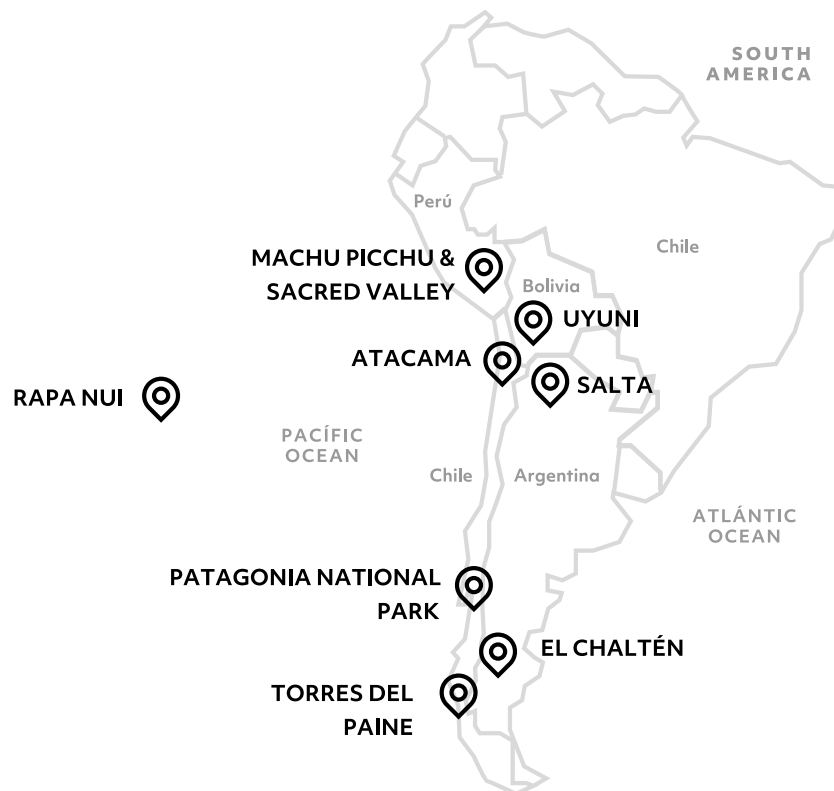 SOUTH
AMERICA
Perú
Chile
MACHU PICCHU &
SACRED VALLEY
Bolivia
UYUNI
ATACAMA
SALTA
RAPA NUI
PACÍFIC
OCEAN
Chile
Argentina
ATLÁNTIC
OCEAN
PATAGONIA NATIONAL
PARK
EL CHALTÉN
TORRES DEL
PAINE